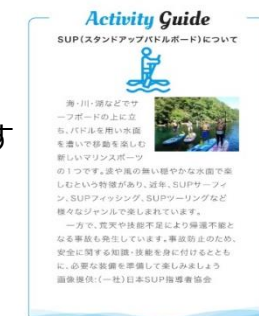 Activity Guide
SUP(スタンドアップパドルボード)について
す
海・川・湖などでサ
ーフボードの上に立
ち、パドルを用い水面
を漕いで移動を楽しむ
新しいマリンスポーツ
の1つです。波や風の無い穏やかな水面で楽
しむという特徴があり、近年、SUPサーフィ
ン、SUPフィッシング、SUPツーリングなど
様々なジャンルで楽しまれています。
一方で、荒天や技能不足により帰還不能と
なる事故も発生しています。事故防止のため、
安全に関する知識・技能を身に付けるととも
に、必要な装備を準備して楽しみましょう
画像提供:(一社)日本SUP指導者協会